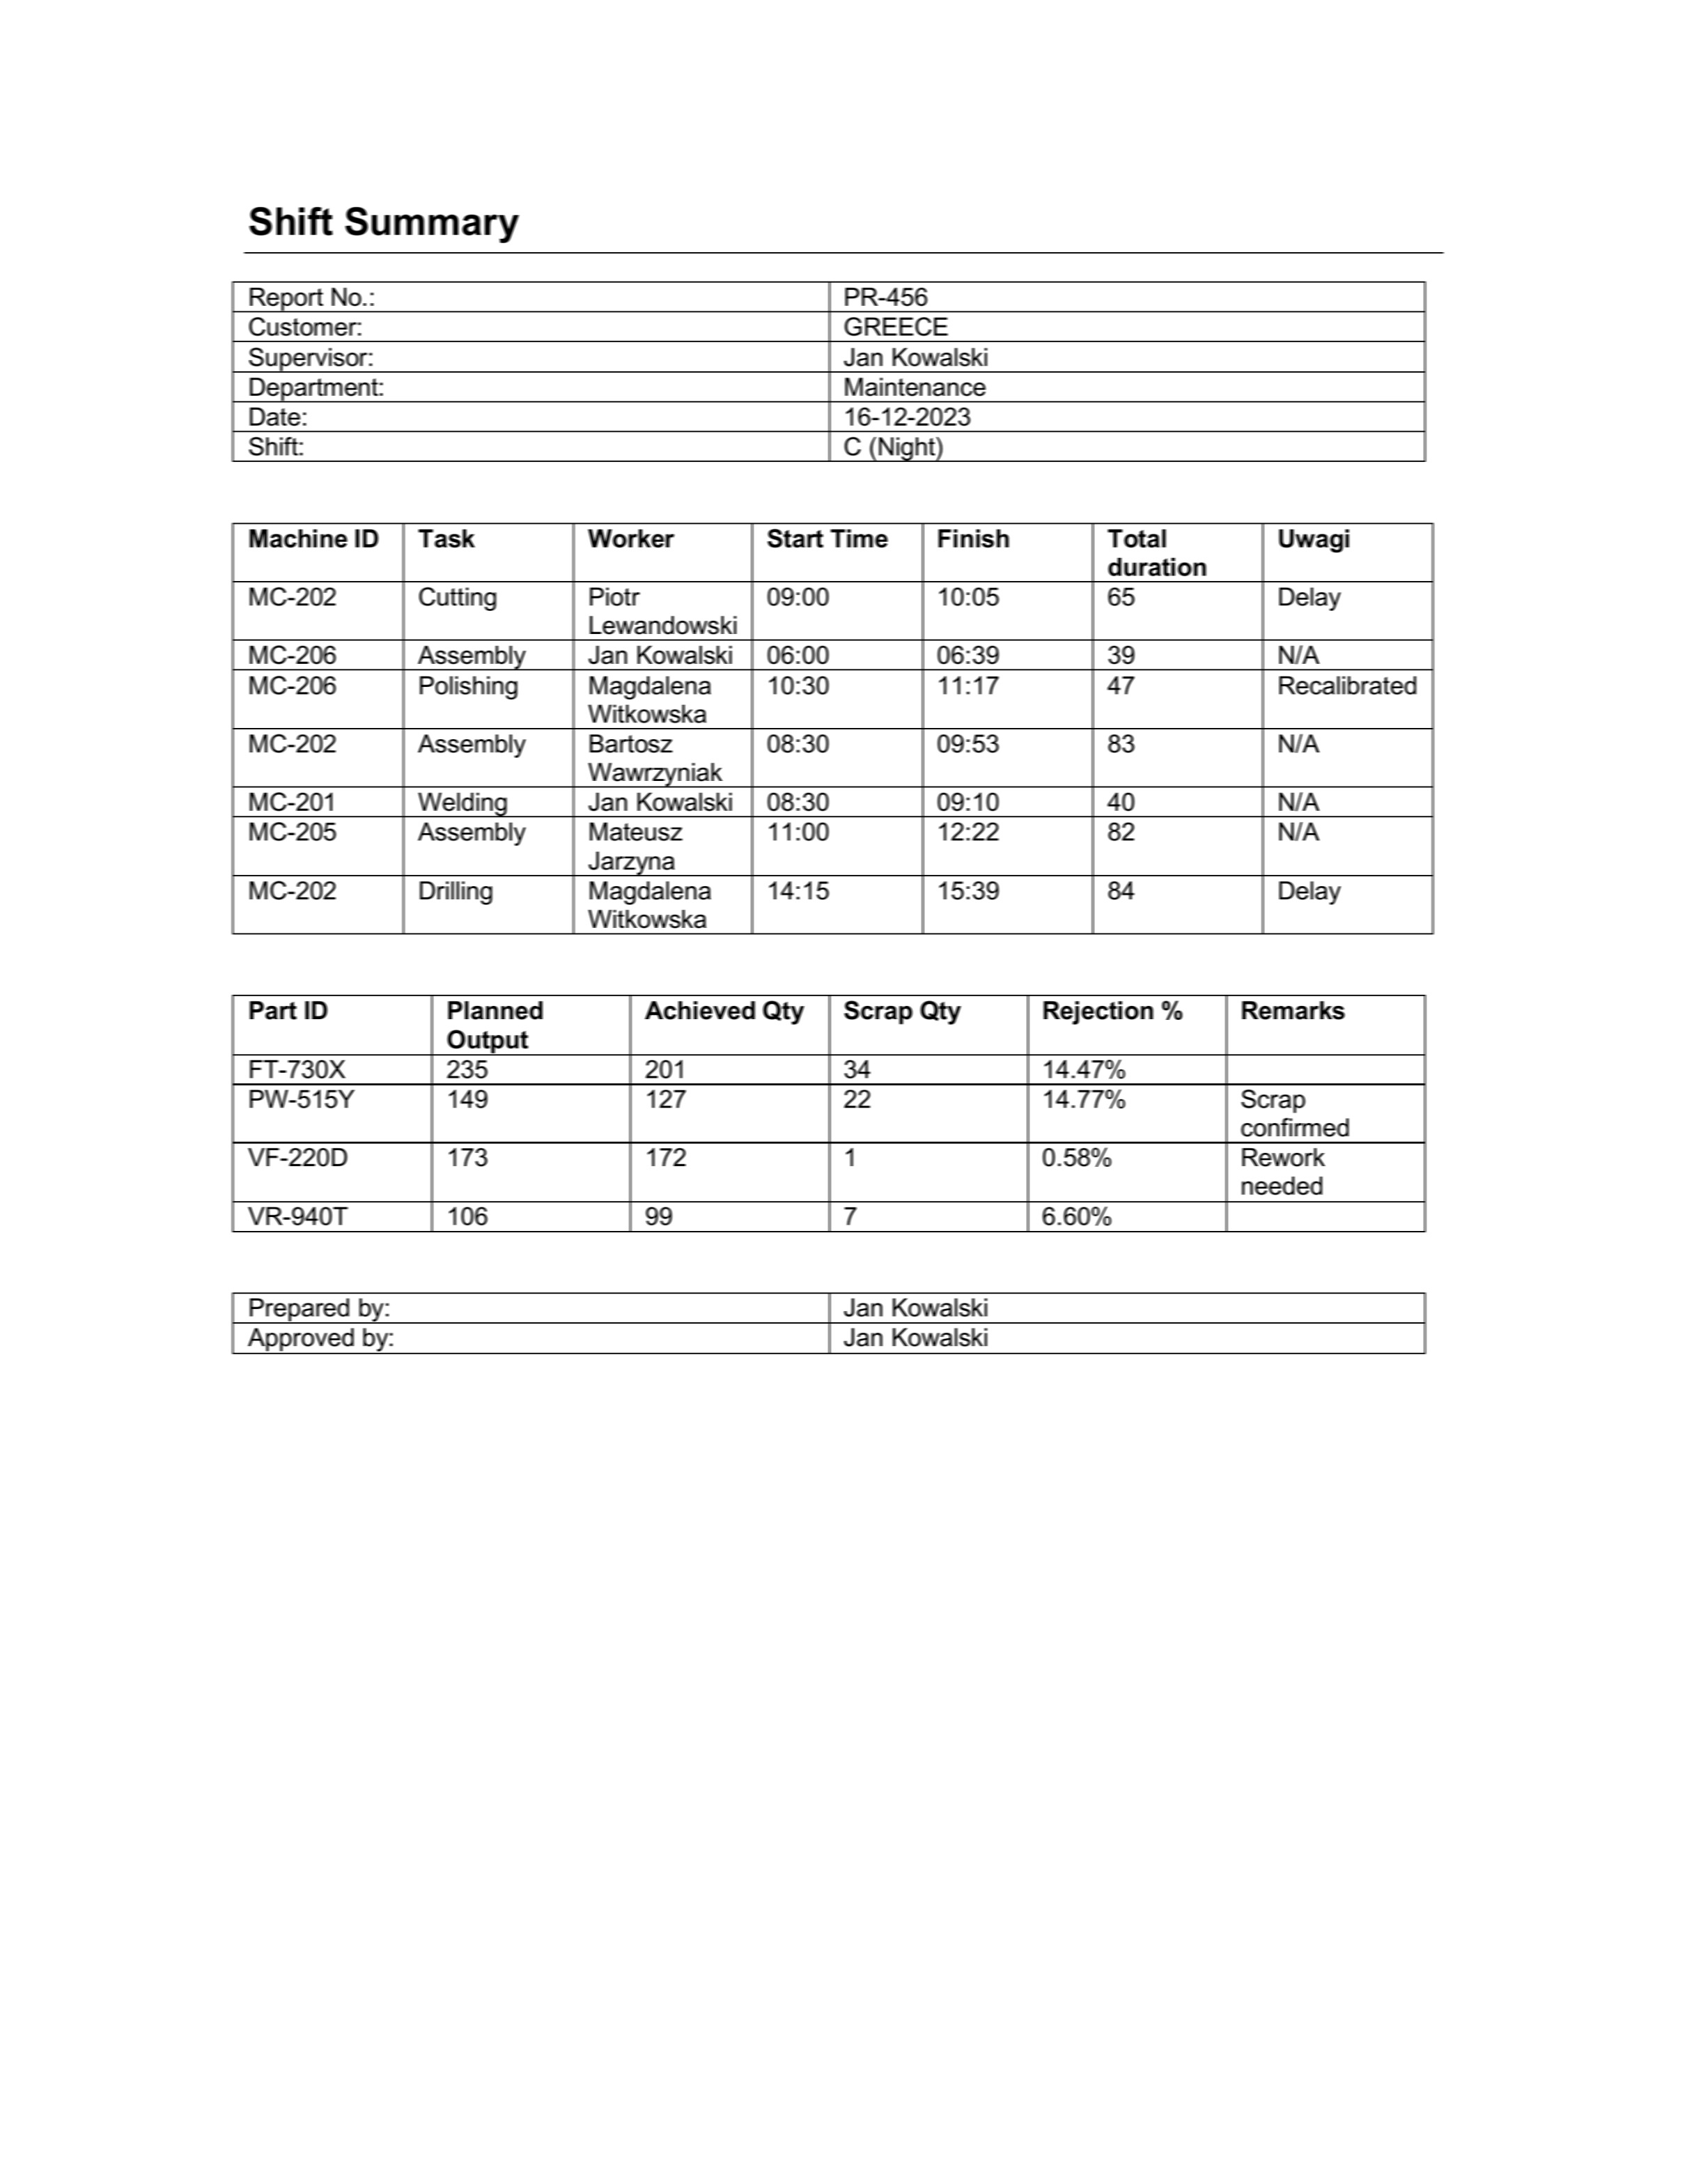 Shift Summary
Report No.: PR-456
Customer: GREECE
Supervisor: Jan Kowalski
Department: Maintenance
Date: 16-12-2023
Shift: C (Night)
Machine ID Task Worker Start Time Finish Total duration Uwagi
MC-202 Cutting Piotr Lewandowski 09:00 10:05 65 Delay
MC-206 Assembly Jan Kowalski 06:00 06:39 39 N/A
MC-206 Polishing Magdalena Witkowska 10:30 11:17 47 Recalibrated
MC-202 Assembly Bartosz Wawrzyniak 08:30 09:53 83 N/A
MC-201 Welding Jan Kowalski 08:30 09:10 40 N/A
MC-205 Assembly Mateusz Jarzyna 11:00 12:22 82 N/A
MC-202 Drilling Magdalena Witkowska 14:15 15:39 84 Delay
Part ID Planned Output Achieved Qty Scrap Qty Rejection % Remarks
FT-730X 235 201 34 14.47%
PW-515Y 149 127 22 14.77% Scrap confirmed
VF-220D 173 172 1 0.58% Rework needed
VR-940T 106 99 7 6.60%
Prepared by: Jan Kowalski
Approved by: Jan Kowalski